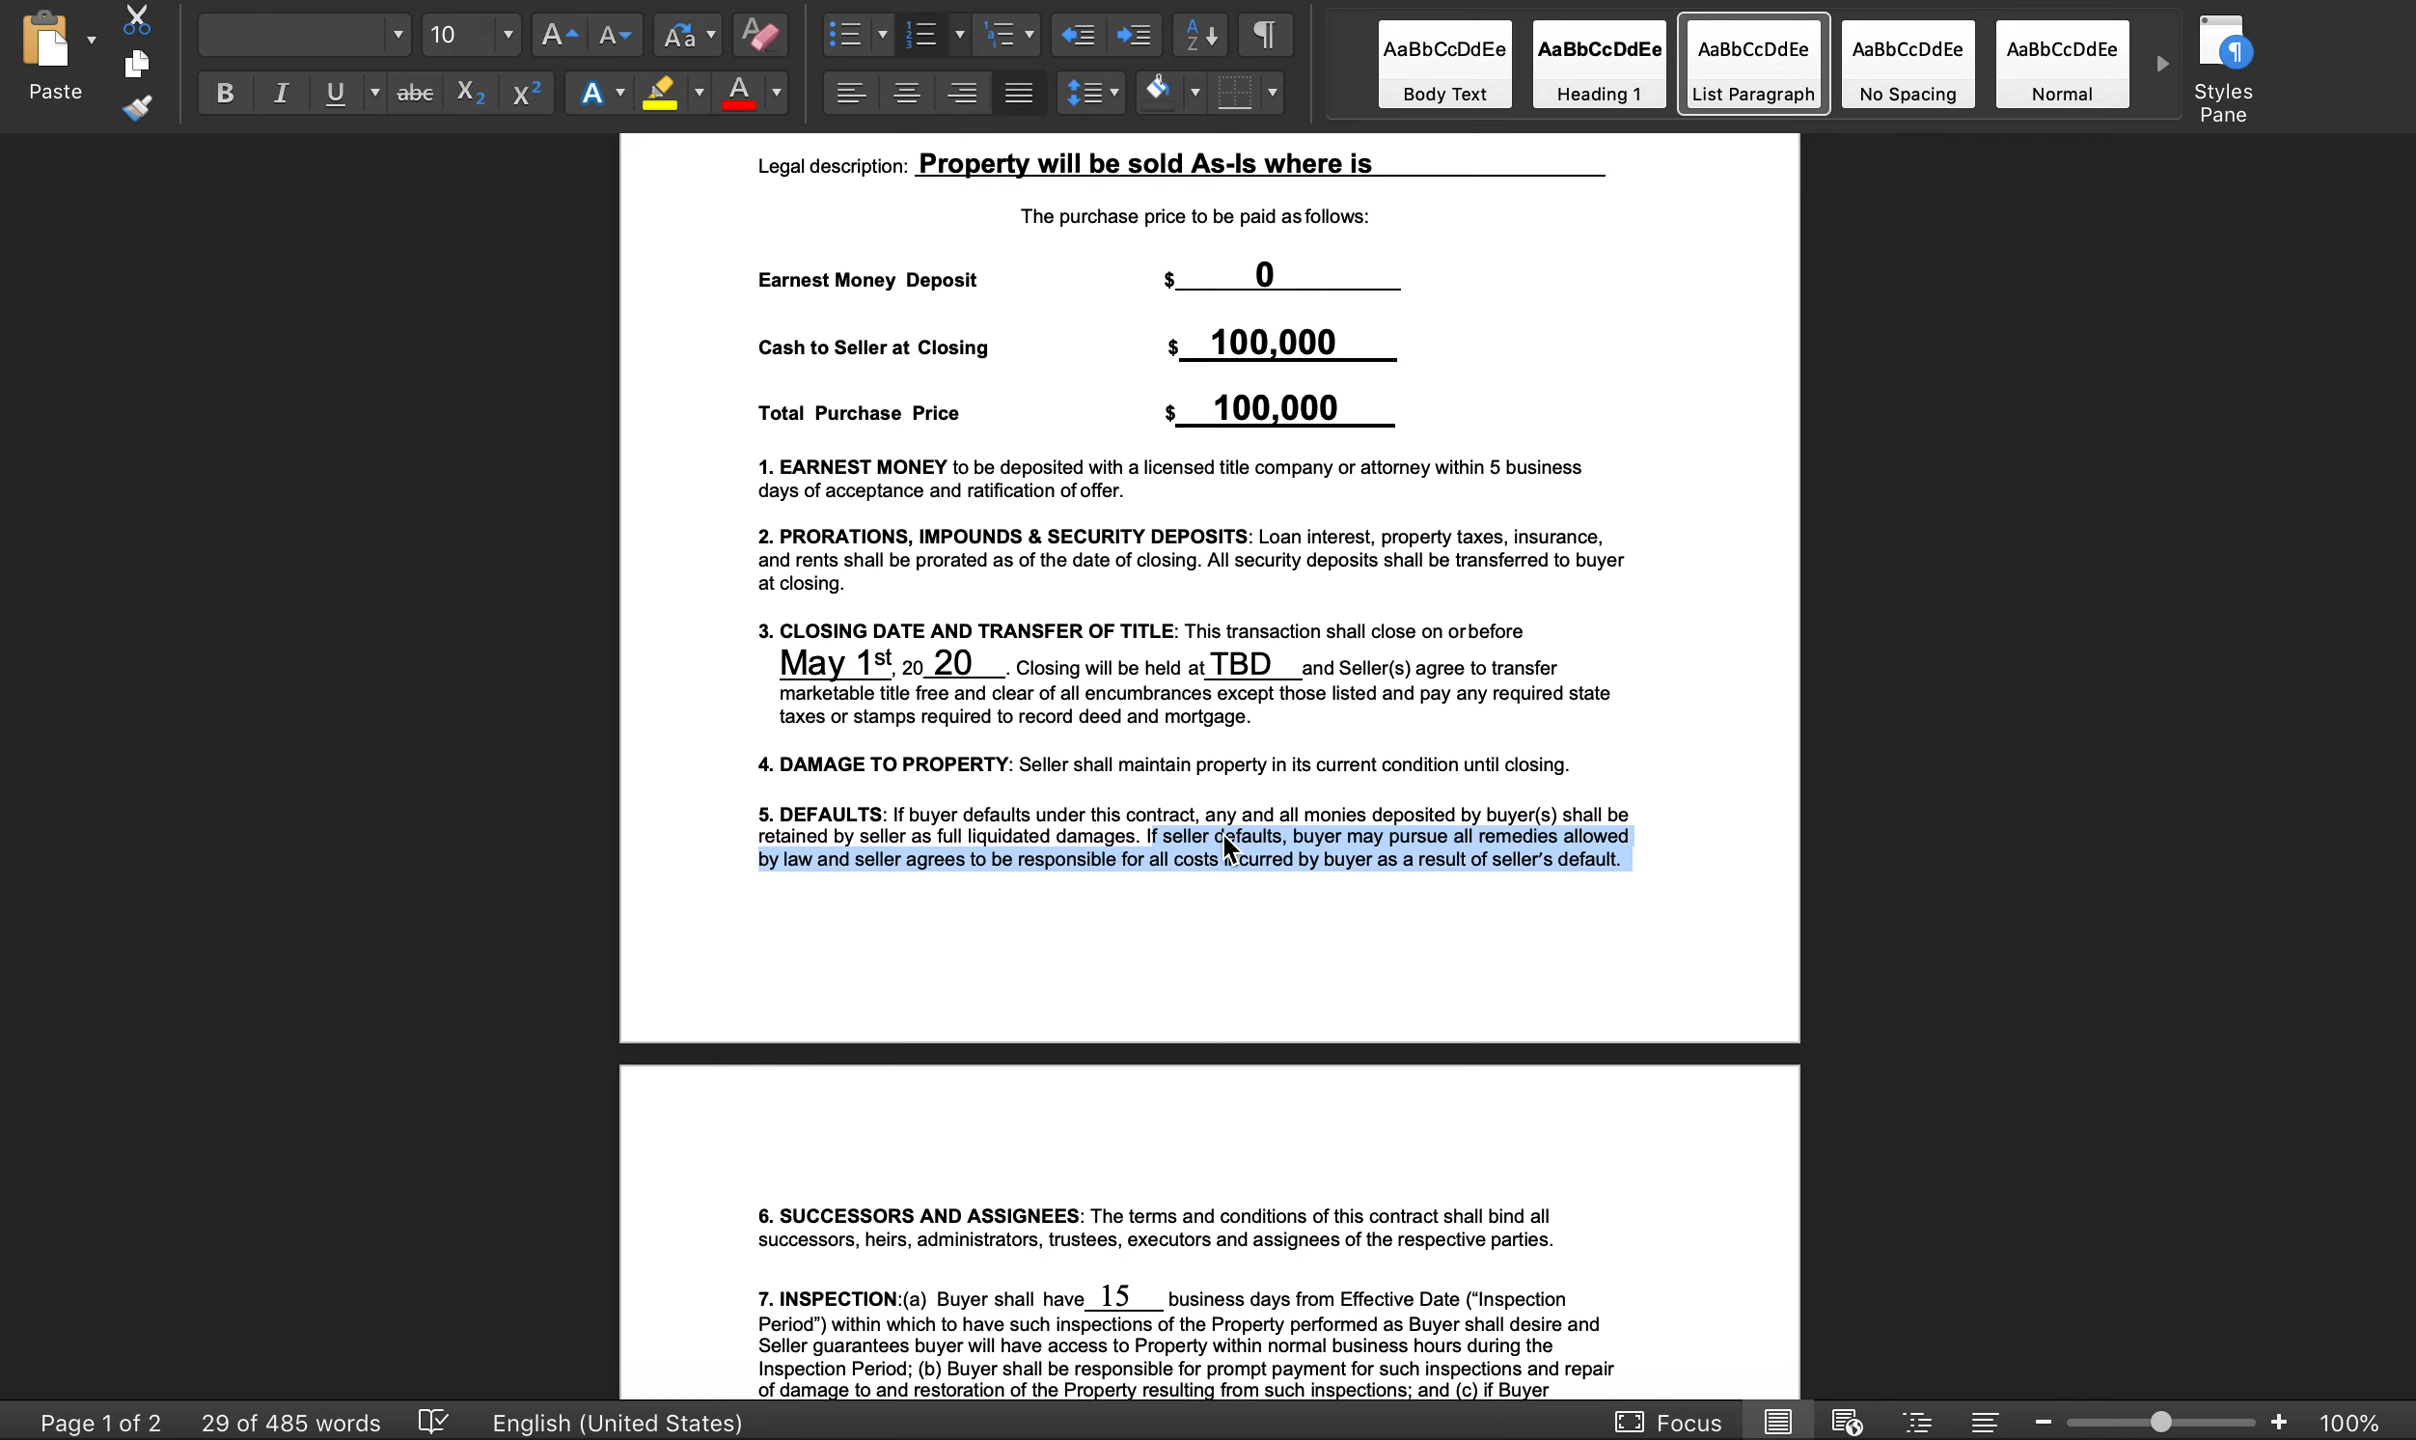 Paste
10
Aa
B I U abc X2 X2 A A
AaBbCcDdEe AaBbCcDdEe AaBbCcDdEe AaBbCcDdEe AaBbCcDdEe
Body Text Heading 1 List Paragraph No Spacing Normal
Styles
Pane
Legal description: Property will be sold As-Is where is
The purchase price to be paid as follows:
Earnest Money Deposit $ 0
Cash to Seller at Closing $ 100,000
Total Purchase Price $ 100,000
1. EARNEST MONEY to be deposited with a licensed title company or attorney within 5 business
days of acceptance and ratification of offer.
2. PRORATIONS, IMPOUNDS & SECURITY DEPOSITS: Loan interest, property taxes, insurance,
and rents shall be prorated as of the date of closing. All security deposits shall be transferred to buyer
at closing.
3. CLOSING DATE AND TRANSFER OF TITLE: This transaction shall close on or before
May 1st, 20 20 . Closing will be held at TBD and Seller(s) agree to transfer
marketable title free and clear of all encumbrances except those listed and pay any required state
taxes or stamps required to record deed and mortgage.
4. DAMAGE TO PROPERTY: Seller shall maintain property in its current condition until closing.
5. DEFAULTS: If buyer defaults under this contract, any and all monies deposited by buyer(s) shall be
retained by seller as full liquidated damages. If seller defaults, buyer may pursue all remedies allowed
by law and seller agrees to be responsible for all costs incurred by buyer as a result of seller's default.
6. SUCCESSORS AND ASSIGNEES: The terms and conditions of this contract shall bind all
successors, heirs, administrators, trustees, executors and assignees of the respective parties.
7. INSPECTION:(a) Buyer shall have 15 business days from Effective Date (“Inspection
Period”) within which to have such inspections of the Property performed as Buyer shall desire and
Seller guarantees buyer will have access to Property within normal business hours during the
Inspection Period; (b) Buyer shall be responsible for prompt payment for such inspections and repair
of damage to and restoration of the Property resulting from such inspections; and (c) if Buyer
Page 1 of 2 29 of 485 words English (United States) Focus 100%